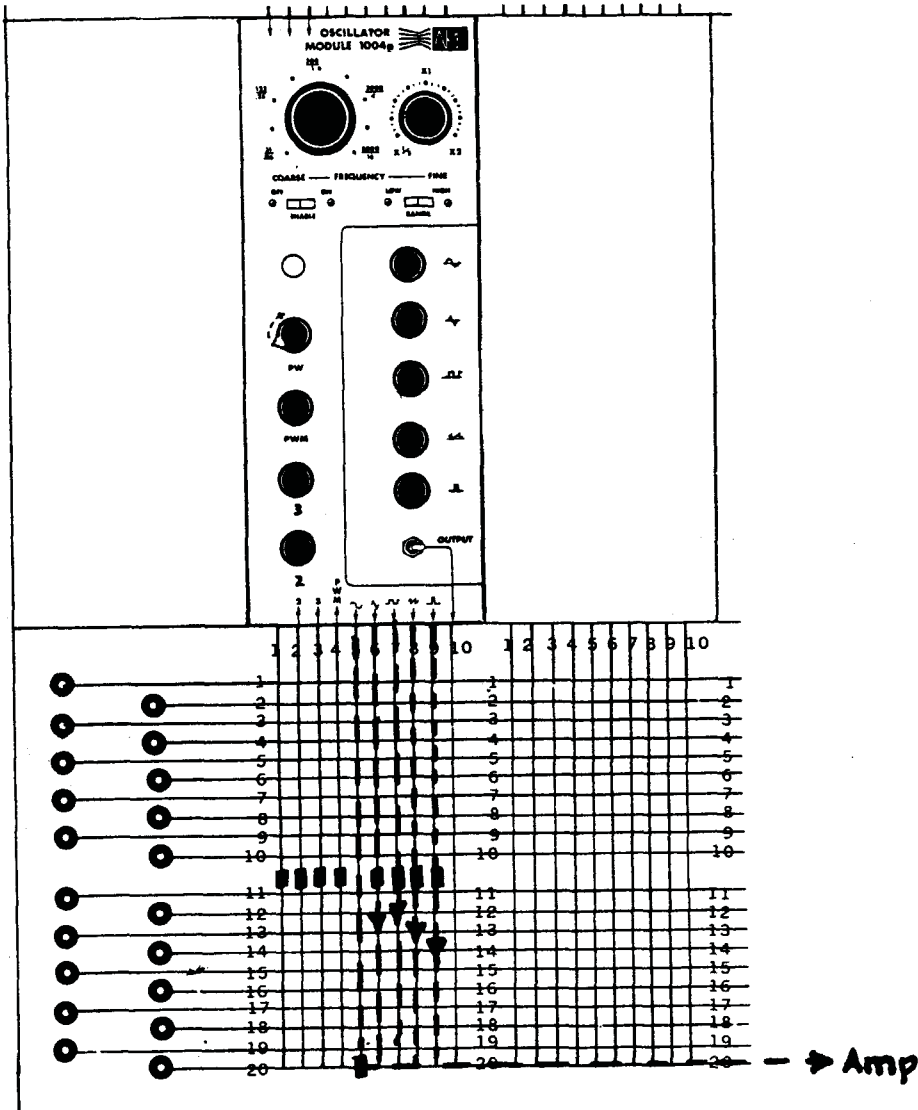 OSCILLATOR
MODULE 1004p
X1
X2
COARSE — FREQUENCY — FINE
OFF ON LOW HIGH
ENABLE RANGE
PW
PWM
3
OUTPUT
2
2 3 PWM
1 2 3 4 5 6 7 8 9 10 1 2 3 4 5 6 7 8 9 10
1 1 1
2 2 2
3 3 3
4 4 4
5 5 5
6 6 6
7 7 7
8 8 8
9 9 9
10 10 10
11 11 11
12 12 12
13 13 13
14 14 14
15 15 15
16 16 16
17 17 17
18 18 18
19 19 19
20 20 20 Amp